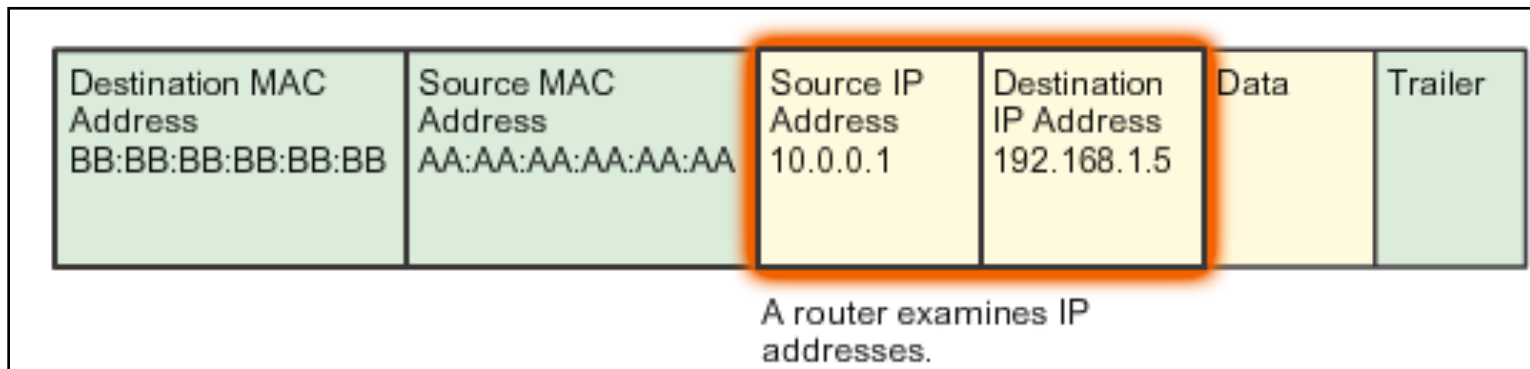 Destination MAC
Address
BB:BB:BB:BB:BB:BB
Source MAC
Address
AA:AA:AA:AA:AA:AA
Source IP
Address
10.0.0.1
Destination
IP Address
192.168.1.5
Data
Trailer
A router examines IP
addresses.